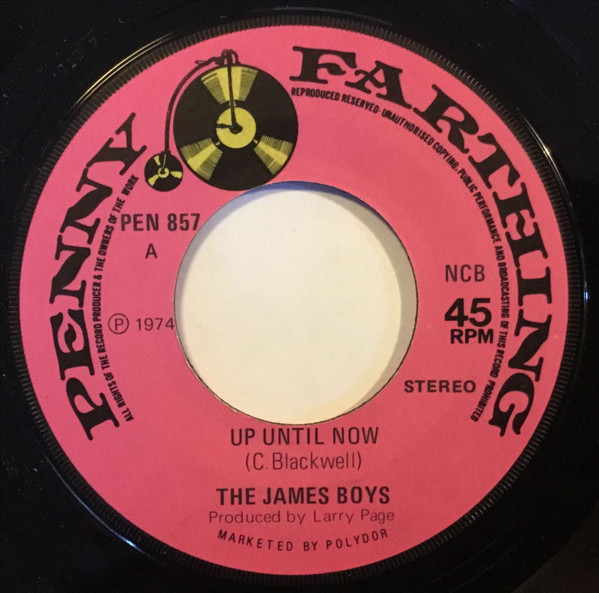 PENNY FARTHING
REPRODUCED RESERVED · UNAUTHORISED COPYING, PUBLIC PERFORMANCE AND BROADCASTING OF THIS RECORD PROHIBITED
ALL RIGHTS OF THE RECORD PRODUCER & THE OWNERS OF THE WORK
PEN 857
A
℗ 1974
NCB
45
RPM
STEREO
UP UNTIL NOW
(C. Blackwell)
THE JAMES BOYS
Produced by Larry Page
MARKETED BY POLYDOR